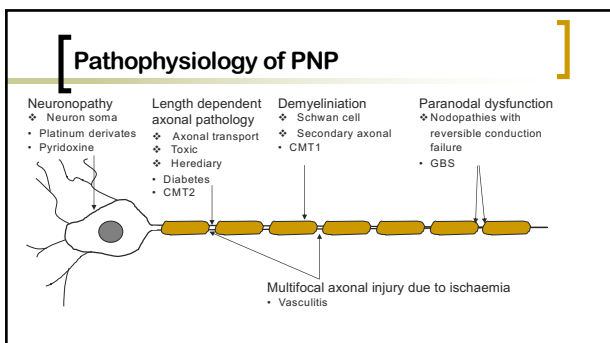 Pathophysiology of PNP
Neuronopathy
❖ Neuron soma
• Platinum derivates
• Pyridoxine
Length dependent
axonal pathology
❖ Axonal transport
❖ Toxic
❖ Herediary
• Diabetes
• CMT2
Demyeliniation
❖ Schwan cell
❖ Secondary axonal
• CMT1
Paranodal dysfunction
❖ Nodopathies with
reversible conduction
failure
• GBS
Multifocal axonal injury due to ischaemia
• Vasculitis